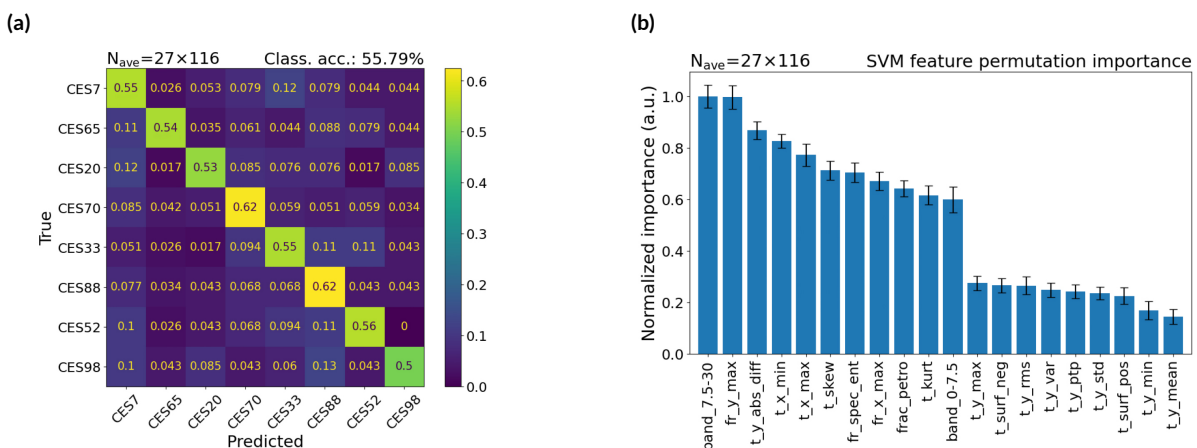 (a)
N_ave=27×116 Class. acc.: 55.79%
CES7 0.55 0.026 0.053 0.079 0.12 0.079 0.044 0.044
CES65 0.11 0.54 0.035 0.061 0.044 0.088 0.079 0.044
CES20 0.12 0.017 0.53 0.085 0.076 0.076 0.017 0.085
CES70 0.085 0.042 0.051 0.62 0.059 0.051 0.059 0.034
CES33 0.051 0.026 0.017 0.094 0.55 0.11 0.11 0.043
CES88 0.077 0.034 0.043 0.068 0.068 0.62 0.043 0.043
CES52 0.1 0.026 0.043 0.068 0.094 0.11 0.56 0
CES98 0.1 0.043 0.085 0.043 0.06 0.13 0.043 0.5
True
CES7 CES65 CES20 CES70 CES33 CES88 CES52 CES98
Predicted
0.6
0.5
0.4
0.3
0.2
0.1
0.0
(b)
N_ave=27×116 SVM feature permutation importance
Normalized importance (a.u.)
1.0
0.8
0.6
0.4
0.2
0.0
band_7.5-30
fr_y_max
t_y_abs_diff
t_x_min
t_x_max
t_skew
fr_spec_ent
fr_x_max
frac_petro
t_kurt
band_0-7.5
t_y_max
t_surf_neg
t_y_rms
t_y_var
t_y_ptp
t_y_std
t_surf_pos
t_y_min
t_y_mean